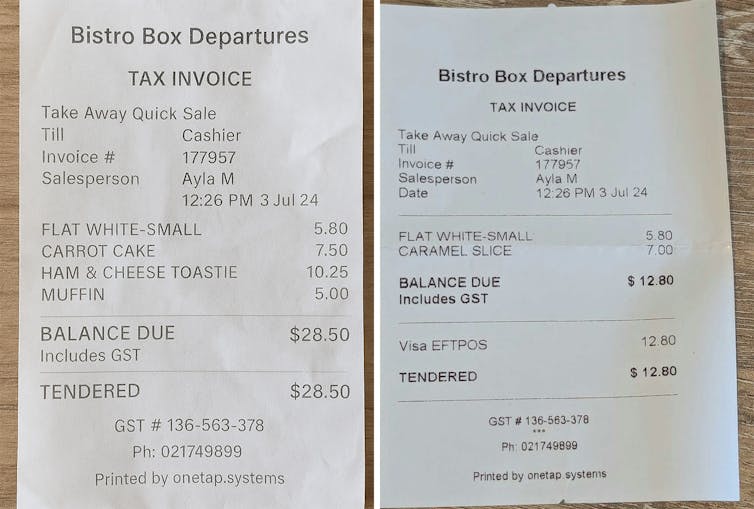 Bistro Box Departures
TAX INVOICE
Take Away Quick Sale
Till Cashier
Invoice # 177957
Salesperson Ayla M
12:26 PM 3 Jul 24
FLAT WHITE-SMALL 5.80
CARROT CAKE 7.50
HAM & CHEESE TOASTIE 10.25
MUFFIN 5.00
BALANCE DUE $28.50
Includes GST
TENDERED $28.50
GST # 136-563-378
Ph: 021749899
Printed by onetap.systems
Bistro Box Departures
TAX INVOICE
Take Away Quick Sale
Till Cashier
Invoice # 177957
Salesperson Ayla M
Date 12:26 PM 3 Jul 24
FLAT WHITE-SMALL 5.80
CARAMEL SLICE 7.00
BALANCE DUE $ 12.80
Includes GST
Visa EFTPOS 12.80
TENDERED $ 12.80
GST # 136-563-378
***
Ph: 021749899
Printed by onetap.systems